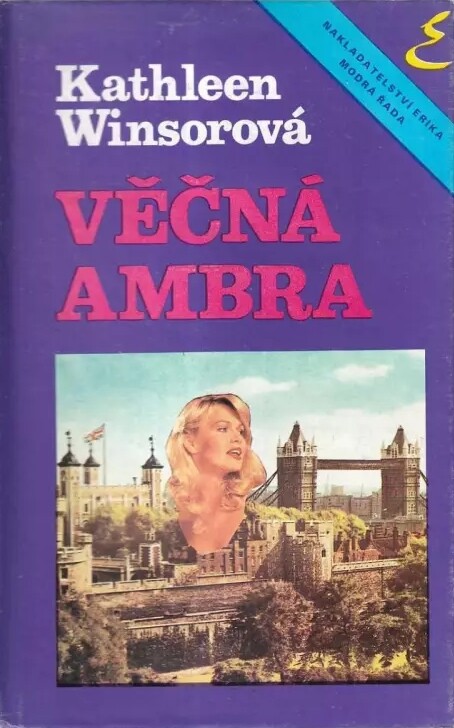 NAKLADATELSTVÍ ERIKA
MODRÁ ŘADA
Kathleen
Winsorová
VĚČNÁ
AMBRA